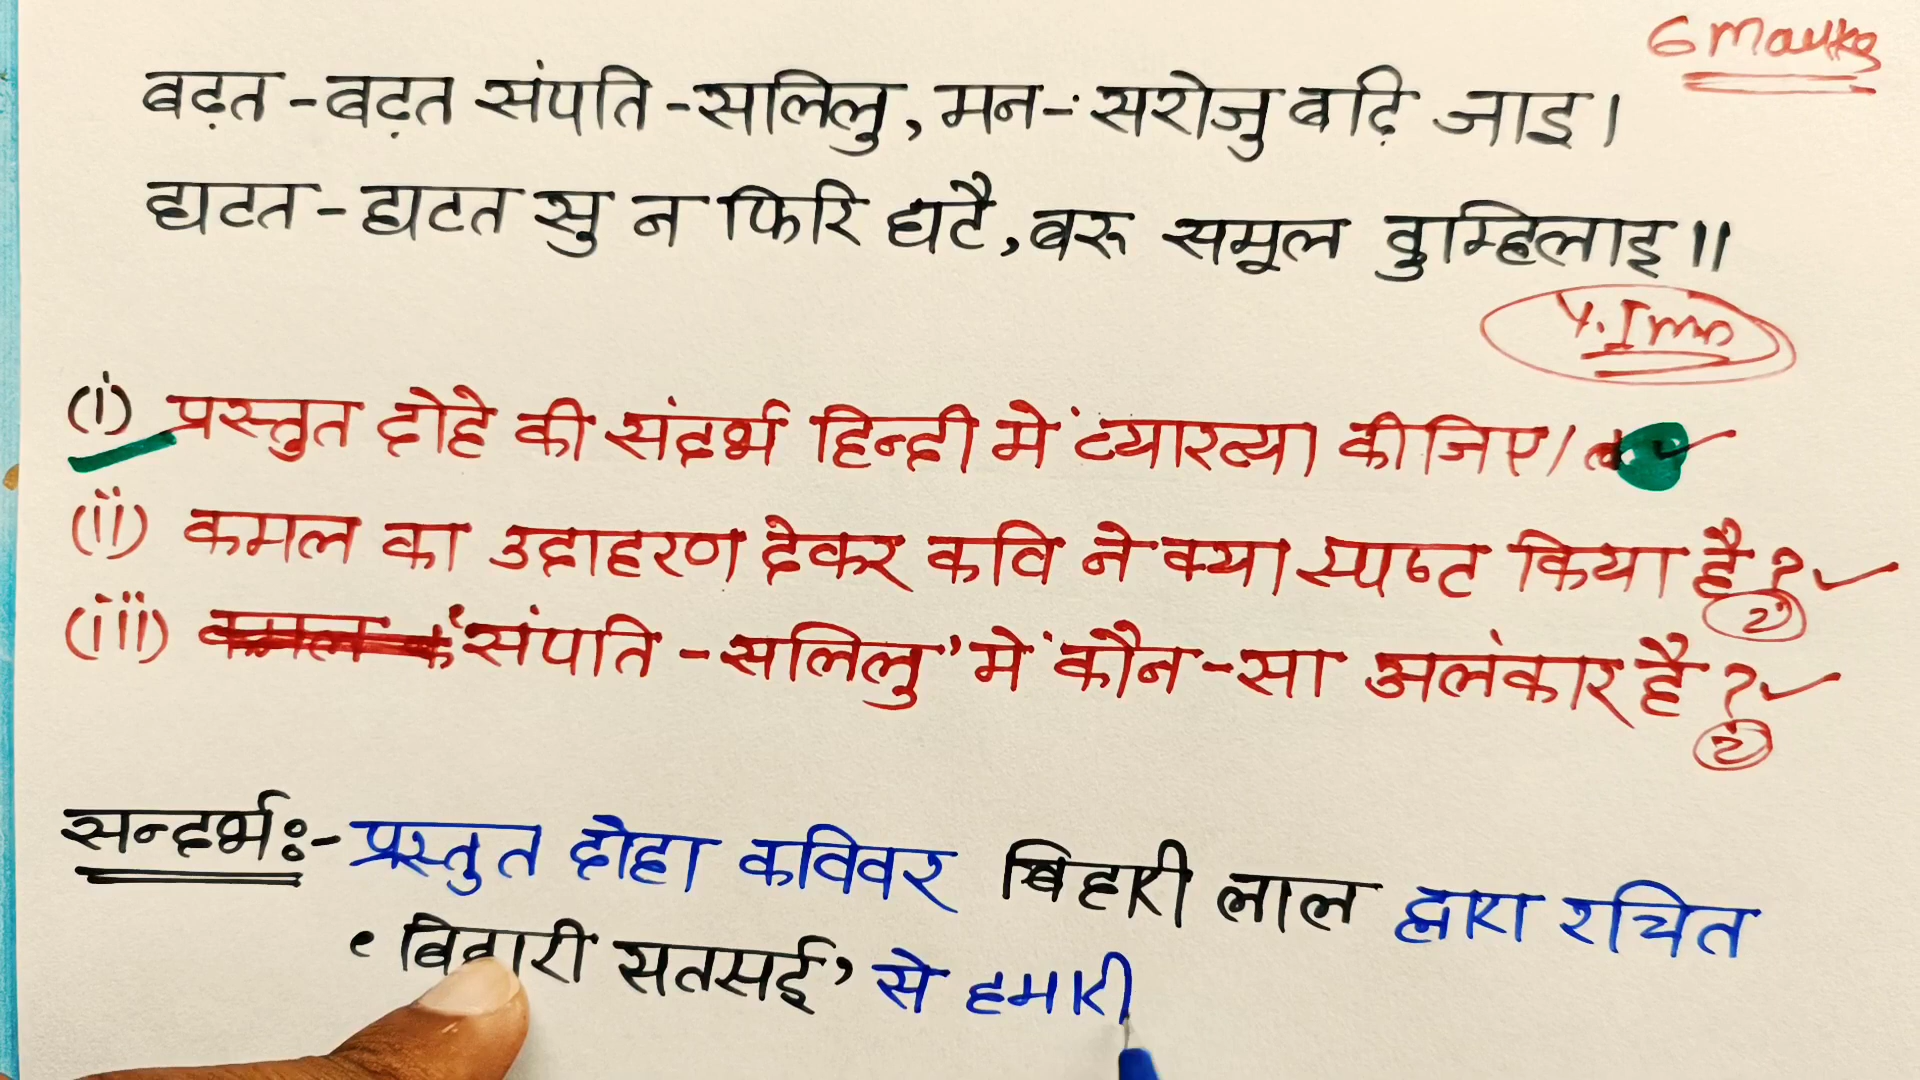 6 Marks
बढ़त-बढ़त संपति-सलिलु, मन-सरोजु बढ़ि जाइ।
घटत-घटत सु न फिरि घटै, बरु समूल कुम्हिलाइ॥
V.Imp
(i) प्रस्तुत दोहे की संदर्भ हिन्दी में व्याख्या कीजिए।
(ii) कमल का उदाहरण देकर कवि ने क्या स्पष्ट किया है? 2
(iii) 'संपति-सलिलु' में कौन-सा अलंकार है? 2
सन्दर्भ:- प्रस्तुत दोहा कविवर बिहारी लाल द्वारा रचित
'बिहारी सतसई' से हमारी